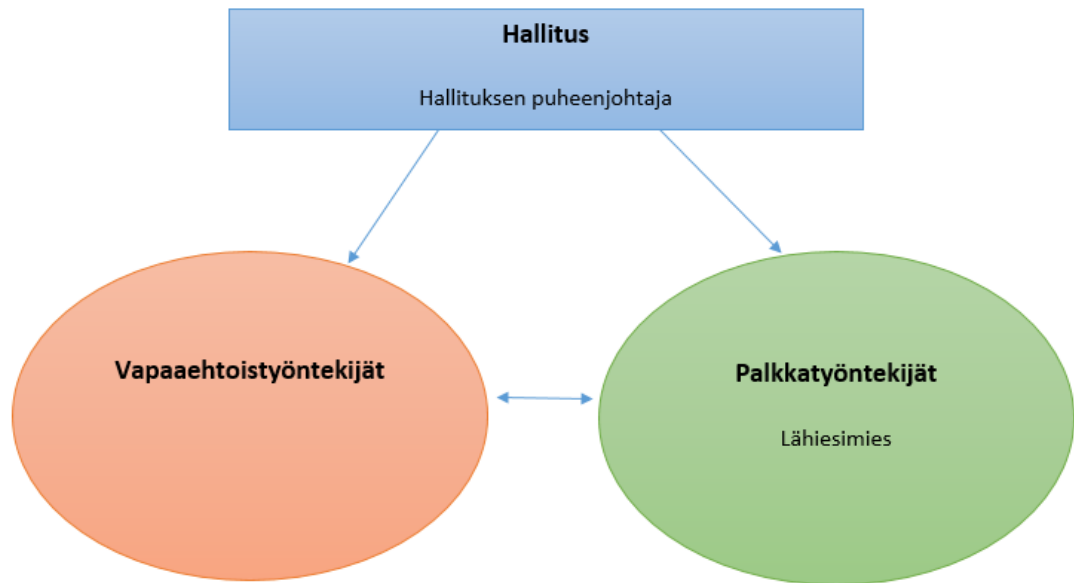 Hallitus
Hallituksen puheenjohtaja
Vapaaehtoistyöntekijät
Palkkatyöntekijät
Lähiesimies